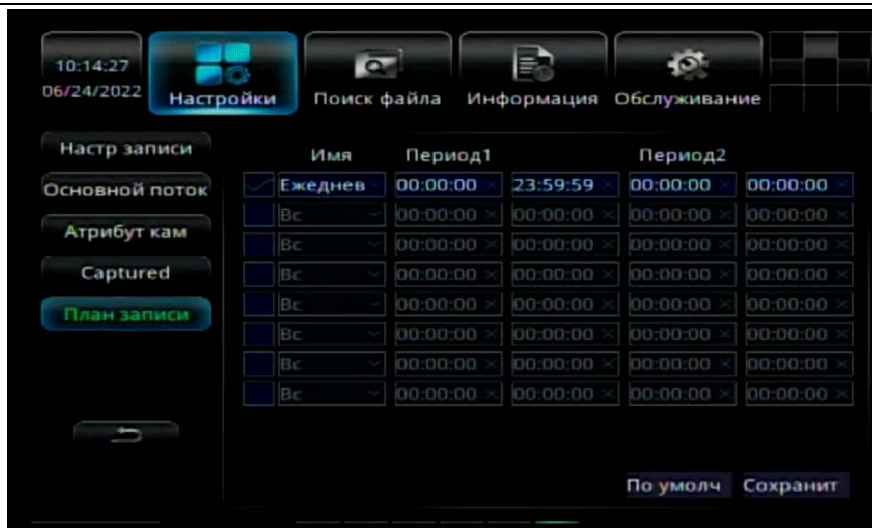 10:14:27
06/24/2022
Настройки
Поиск файла
Информация
Обслуживание
Настр записи
Основной поток
Атрибут кам
Captured
План записи
Имя Период1 Период2
Ежеднев 00:00:00 23:59:59 00:00:00 00:00:00
Вс 00:00:00 00:00:00 00:00:00 00:00:00
Вс 00:00:00 00:00:00 00:00:00 00:00:00
Вс 00:00:00 00:00:00 00:00:00 00:00:00
Вс 00:00:00 00:00:00 00:00:00 00:00:00
Вс 00:00:00 00:00:00 00:00:00 00:00:00
Вс 00:00:00 00:00:00 00:00:00 00:00:00
Вс 00:00:00 00:00:00 00:00:00 00:00:00
По умолч Сохранит